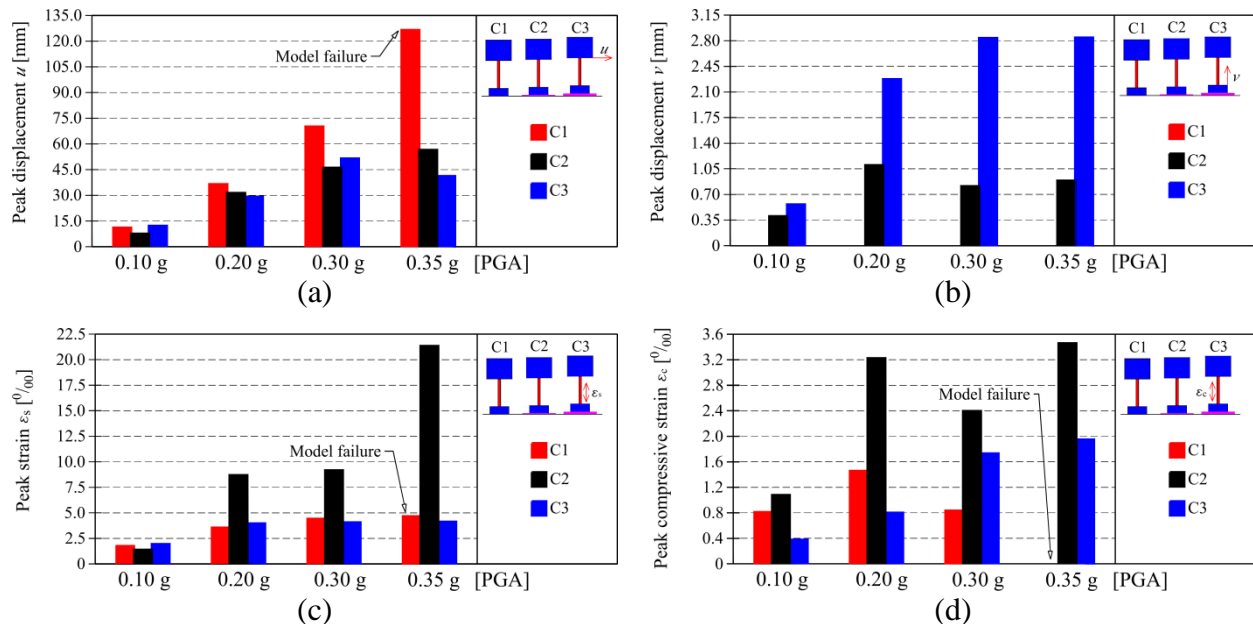 Peak displacement u [mm]
135.0
120.0
105.0
90.0
75.0
60.0
45.0
30.0
15.0
0
Model failure
0.10 g 0.20 g 0.30 g 0.35 g [PGA]
C1 C2 C3
u
C1
C2
C3
(a)
Peak displacement v [mm]
3.15
2.80
2.45
2.10
1.75
1.40
1.05
0.70
0.35
0
0.10 g 0.20 g 0.30 g 0.35 g [PGA]
C1 C2 C3
v
C1
C2
C3
(b)
Peak strain εs [0/00]
22.5
20.0
17.5
15.0
12.5
10.0
7.5
5.0
2.5
0
Model failure
0.10 g 0.20 g 0.30 g 0.35 g [PGA]
C1 C2 C3
εs
C1
C2
C3
(c)
Peak compressive strain εc [0/00]
3.6
3.2
2.8
2.4
2.0
1.6
1.2
0.8
0.4
0
Model failure
0.10 g 0.20 g 0.30 g 0.35 g [PGA]
C1 C2 C3
εc
C1
C2
C3
(d)